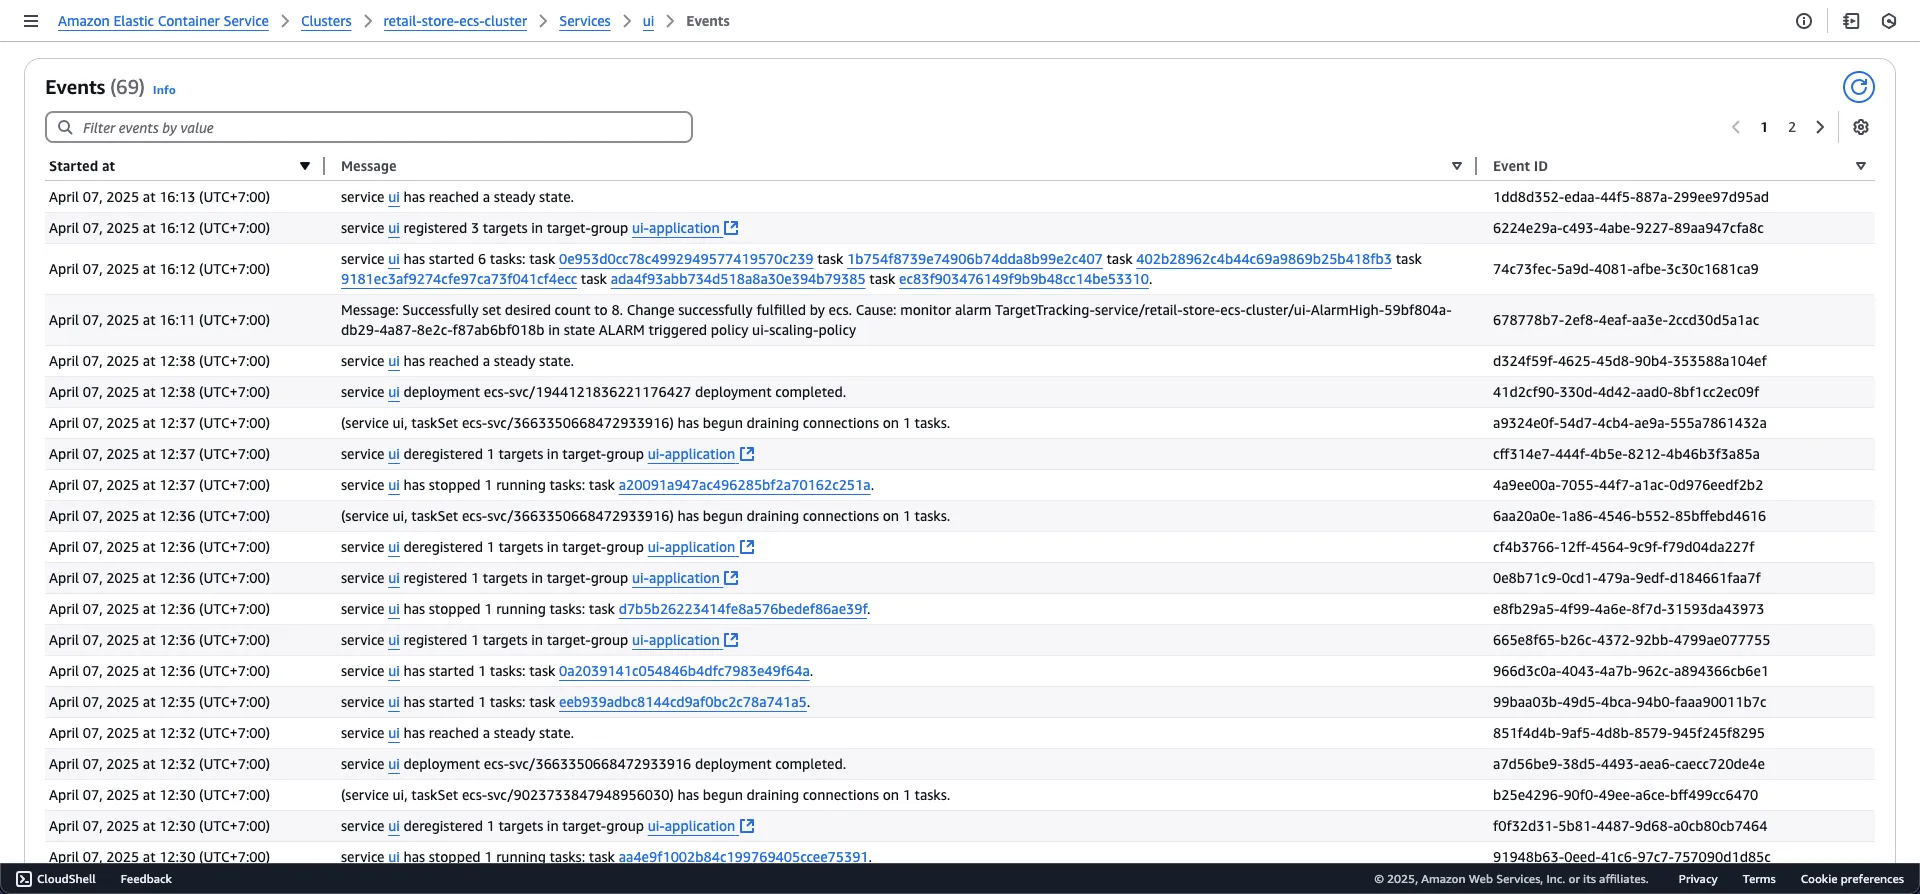 Amazon Elastic Container Service > Clusters > retail-store-ecs-cluster > Services > ui > Events
Events (69) Info
Filter events by value
1 2
Started at Message Event ID
April 07, 2025 at 16:13 (UTC+7:00) service ui has reached a steady state. 1dd8d352-edaa-44f5-887a-299ee97d95ad
April 07, 2025 at 16:12 (UTC+7:00) service ui registered 3 targets in target-group ui-application 6224e29a-c493-4abe-9227-89aa947cfa8c
service ui has started 6 tasks: task 0e953d0cc78c4992949577419570c239 task 1b754f8739e74906b74dda8b99e2c407 task 402b28962c4b44c69a9869b25b418fb3 task
April 07, 2025 at 16:12 (UTC+7:00) 9181ec3af9274cfe97ca73f041cf4ecc task ada4f93abb734d518a8a30e394b79385 task ec83f903476149f9b9b48cc14be53310. 74c73fec-5a9d-4081-afbe-3c30c1681ca9
Message: Successfully set desired count to 8. Change successfully fulfilled by ecs. Cause: monitor alarm TargetTracking-service/retail-store-ecs-cluster/ui-AlarmHigh-59bf804a-
April 07, 2025 at 16:11 (UTC+7:00) db29-4a87-8e2c-f87ab6bf018b in state ALARM triggered policy ui-scaling-policy 678778b7-2ef8-4eaf-aa3e-2ccd30d5a1ac
April 07, 2025 at 12:38 (UTC+7:00) service ui has reached a steady state. d324f59f-4625-45d8-90b4-353588a104ef
April 07, 2025 at 12:38 (UTC+7:00) service ui deployment ecs-svc/1944121836221176427 deployment completed. 41d2cf90-330d-4d42-aad0-8bf1cc2ec09f
April 07, 2025 at 12:37 (UTC+7:00) (service ui, taskSet ecs-svc/3663350668472933916) has begun draining connections on 1 tasks. a9324e0f-54d7-4cb4-ae9a-555a7861432a
April 07, 2025 at 12:37 (UTC+7:00) service ui deregistered 1 targets in target-group ui-application cff314e7-444f-4b5e-8212-4b46b3f3a85a
April 07, 2025 at 12:37 (UTC+7:00) service ui has stopped 1 running tasks: task a20091a947ac496285bf2a70162c251a. 4a9ee00a-7055-44f7-a1ac-0d976eedf2b2
April 07, 2025 at 12:36 (UTC+7:00) (service ui, taskSet ecs-svc/3663350668472933916) has begun draining connections on 1 tasks. 6aa20a0e-1a86-4546-b552-85bffebd4616
April 07, 2025 at 12:36 (UTC+7:00) service ui deregistered 1 targets in target-group ui-application cf4b3766-12ff-4564-9c9f-f79d04da227f
April 07, 2025 at 12:36 (UTC+7:00) service ui registered 1 targets in target-group ui-application 0e8b71c9-0cd1-479a-9edf-d184661faa7f
April 07, 2025 at 12:36 (UTC+7:00) service ui has stopped 1 running tasks: task d7b5b26223414fe8a576bedef86ae39f. e8fb29a5-4f99-4a6e-8f7d-31593da43973
April 07, 2025 at 12:36 (UTC+7:00) service ui registered 1 targets in target-group ui-application 665e8f65-b26c-4372-92bb-4799ae077755
April 07, 2025 at 12:36 (UTC+7:00) service ui has started 1 tasks: task 0a2039141c054846b4dfc7983e49f64a. 966d3c0a-4043-4a7b-962c-a894366cb6e1
April 07, 2025 at 12:35 (UTC+7:00) service ui has started 1 tasks: task eeb939adbc8144cd9af0bc2c78a741a5. 99baa03b-49d5-4bca-94b0-faaa90011b7c
April 07, 2025 at 12:32 (UTC+7:00) service ui has reached a steady state. 851f4d4b-9af5-4d8b-8579-945f245f8295
April 07, 2025 at 12:32 (UTC+7:00) service ui deployment ecs-svc/3663350668472933916 deployment completed. a7d56be9-38d5-4493-aea6-caecc720de4e
April 07, 2025 at 12:30 (UTC+7:00) (service ui, taskSet ecs-svc/9023733847948956030) has begun draining connections on 1 tasks. b25e4296-90f0-49ee-a6ce-bff499cc6470
April 07, 2025 at 12:30 (UTC+7:00) service ui deregistered 1 targets in target-group ui-application f0f32d31-5b81-4487-9d68-a0cb80cb7464
April 07, 2025 at 12:30 (UTC+7:00) service ui has stopped 1 running tasks: task aa4e9f1002b84c199769405ccee75391. 91948b63-0eed-41c6-97c7-757090d1d85c
CloudShell Feedback © 2025, Amazon Web Services, Inc. or its affiliates. Privacy Terms Cookie preferences